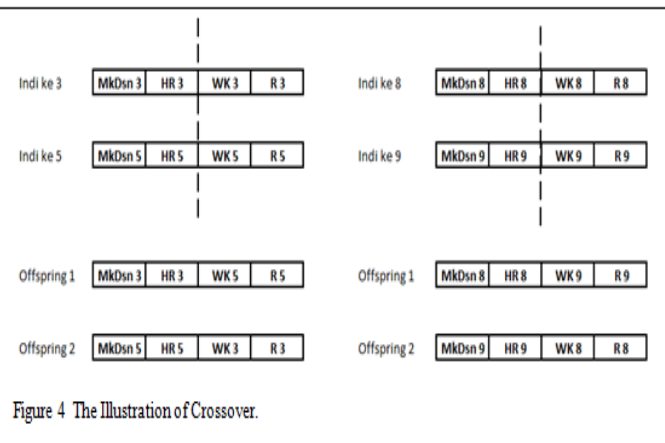 Indi ke 3 MkDsn 3 HR 3 WK 3 R 3
Indi ke 5 MkDsn 5 HR 5 WK 5 R 5
Offspring 1 MkDsn 3 HR 3 WK 5 R 5
Offspring 2 MkDsn 5 HR 5 WK 3 R 3
Indi ke 8 MkDsn 8 HR 8 WK 8 R 8
Indi ke 9 MkDsn 9 HR 9 WK 9 R 9
Offspring 1 MkDsn 8 HR 8 WK 9 R 9
Offspring 2 MkDsn 9 HR 9 WK 8 R 8
Figure 4 The Illustration of Crossover.